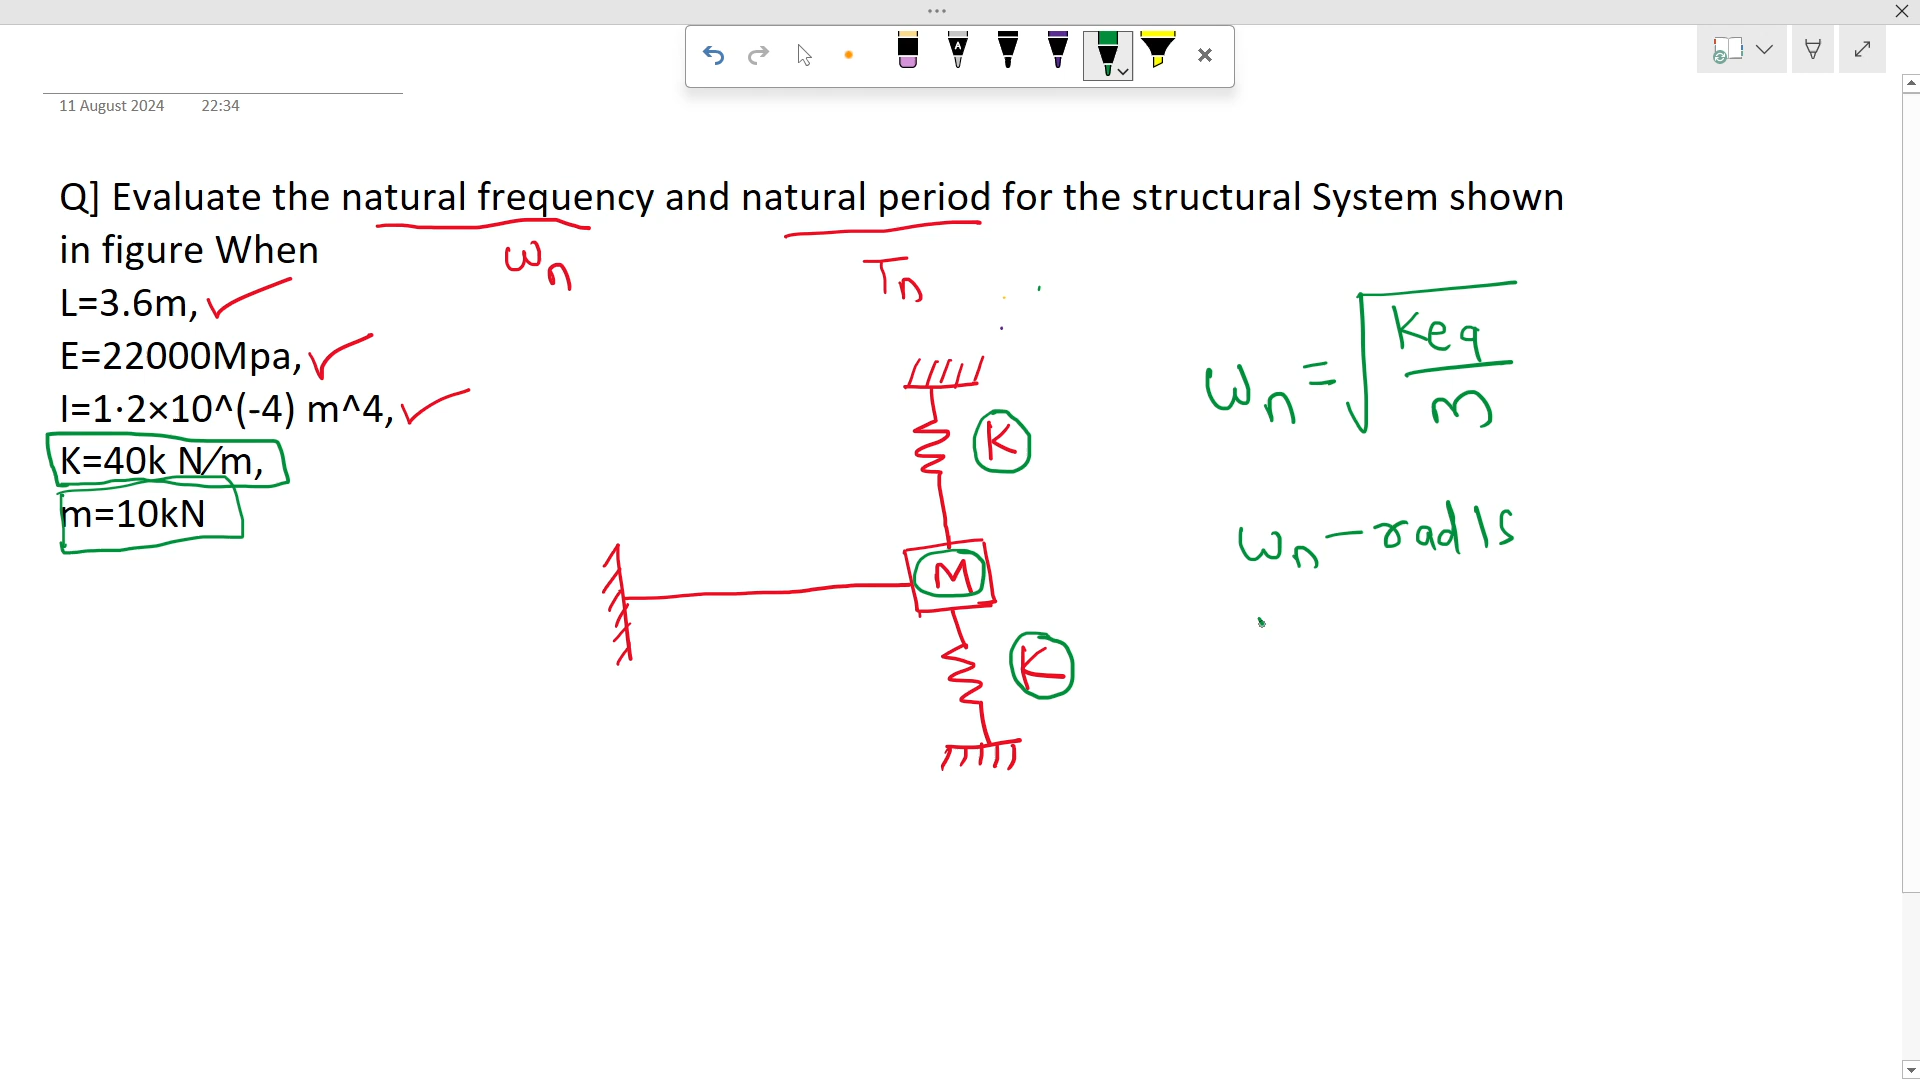 11 August 2024 22:34
Q] Evaluate the natural frequency and natural period for the structural System shown
in figure When
ωn Tn
L=3.6m,
E=22000Mpa,
I=1·2×10^(-4) m^4,
K=40k N/m,
m=10kN
K
M
K
ωn = √Keq/m
ωn – rad/s
A